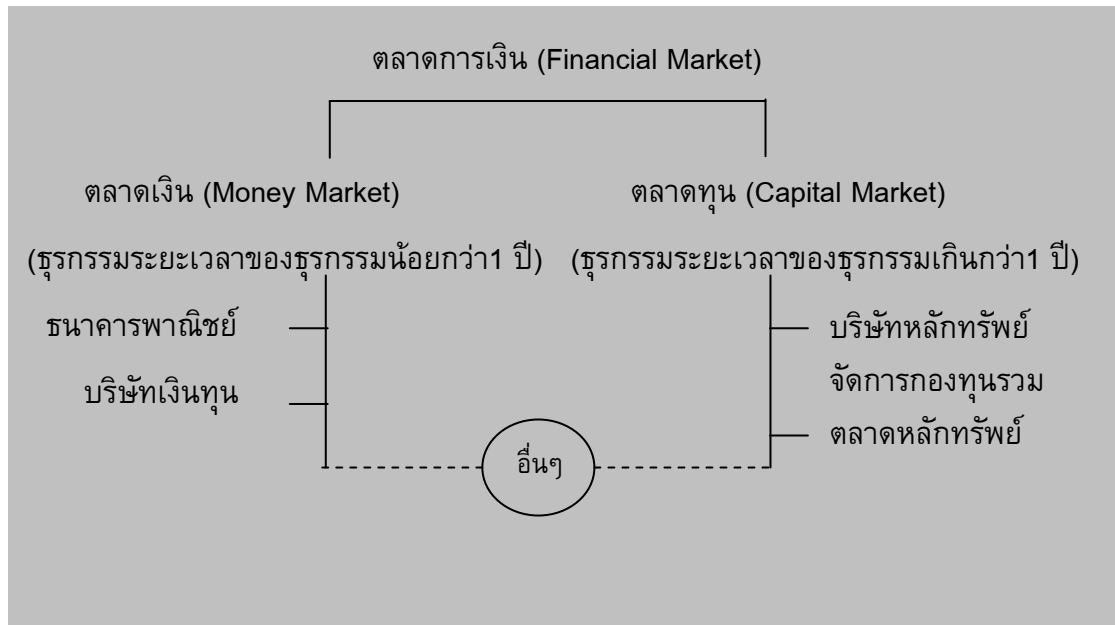 ตลาดการเงิน (Financial Market)
ตลาดเงิน (Money Market)
ตลาดทุน (Capital Market)
(ธุรกรรมระยะเวลาของธุรกรรมน้อยกว่า1 ปี)
(ธุรกรรมระยะเวลาของธุรกรรมเกินกว่า1 ปี)
ธนาคารพาณิชย์
บริษัทหลักทรัพย์
บริษัทเงินทุน
จัดการกองทุนรวม
ตลาดหลักทรัพย์
อื่นๆ